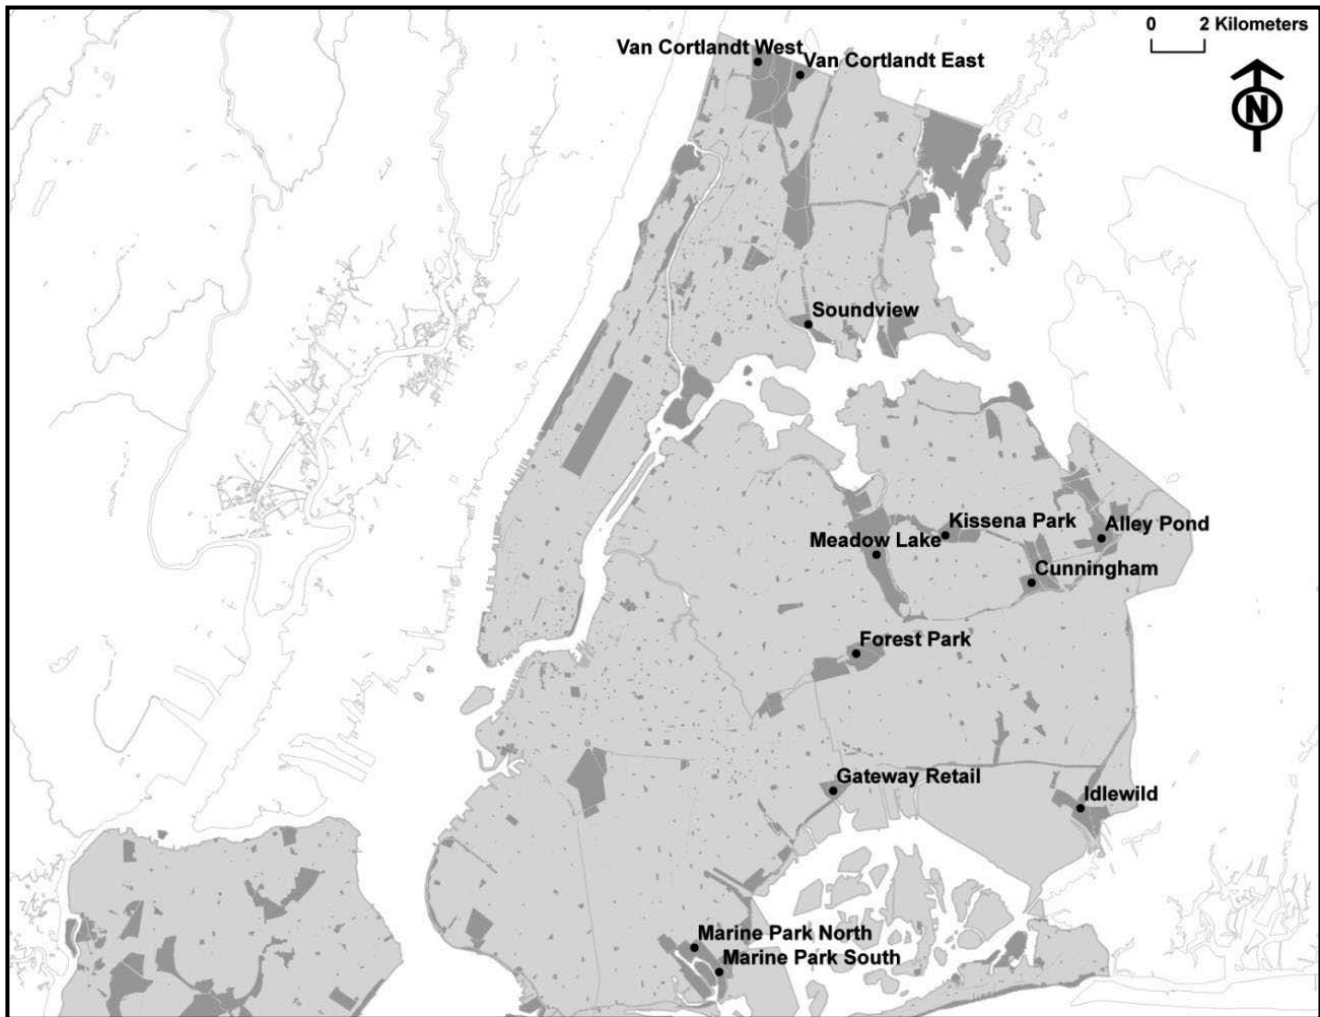 0 2 Kilometers
N
Van Cortlandt West
Van Cortlandt East
Soundview
Kissena Park
Alley Pond
Meadow Lake
Cunningham
Forest Park
Gateway Retail
Idlewild
Marine Park North
Marine Park South